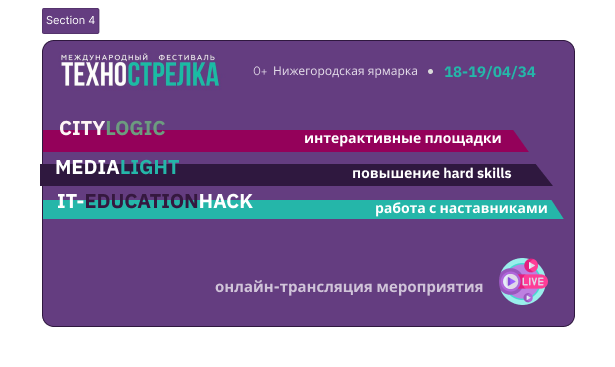 Section 4
МЕЖДУНАРОДНЫЙ ФЕСТИВАЛЬ
ТЕХНОСТРЕЛКА
0+ Нижегородская ярмарка • 18-19/04/34
CITYLOGIC
интерактивные площадки
MEDIALIGHT
повышение hard skills
IT-EDUCATIONHACK
работа с наставниками
онлайн-трансляция мероприятия
LIVE